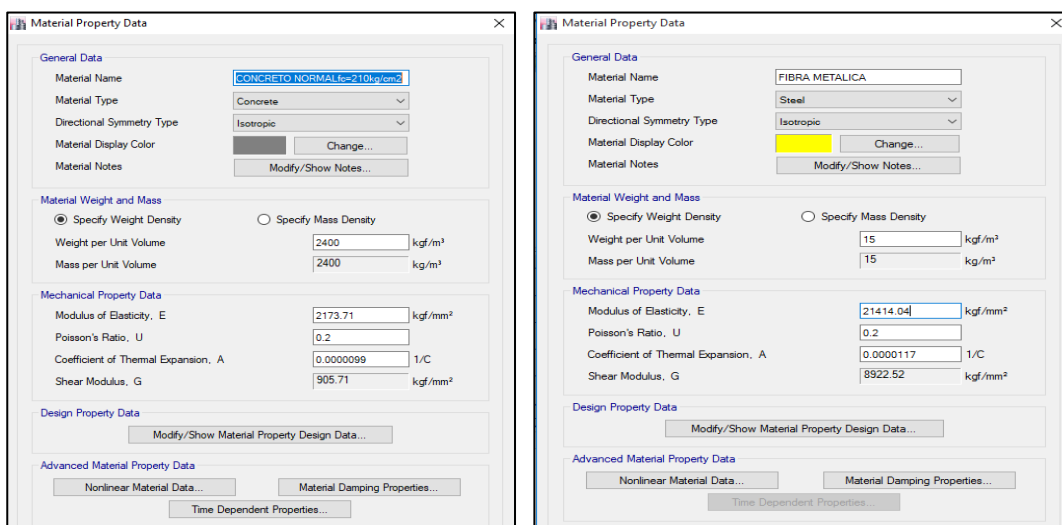 Material Property Data
General Data
Material Name CONCRETO NORMALfc=210kg/cm2
Material Type Concrete
Directional Symmetry Type Isotropic
Material Display Color Change...
Material Notes Modify/Show Notes...
Material Weight and Mass
Specify Weight Density Specify Mass Density
Weight per Unit Volume 2400 kgf/m³
Mass per Unit Volume 2400 kg/m³
Mechanical Property Data
Modulus of Elasticity, E 2173.71 kgf/mm²
Poisson's Ratio, U 0.2
Coefficient of Thermal Expansion, A 0.0000099 1/C
Shear Modulus, G 905.71 kgf/mm²
Design Property Data
Modify/Show Material Property Design Data...
Advanced Material Property Data
Nonlinear Material Data... Material Damping Properties...
Time Dependent Properties...
Material Property Data
General Data
Material Name FIBRA METALICA
Material Type Steel
Directional Symmetry Type Isotropic
Material Display Color Change...
Material Notes Modify/Show Notes...
Material Weight and Mass
Specify Weight Density Specify Mass Density
Weight per Unit Volume 15 kgf/m³
Mass per Unit Volume 15 kg/m³
Mechanical Property Data
Modulus of Elasticity, E 21414.04 kgf/mm²
Poisson's Ratio, U 0.2
Coefficient of Thermal Expansion, A 0.0000117 1/C
Shear Modulus, G 8922.52 kgf/mm²
Design Property Data
Modify/Show Material Property Design Data...
Advanced Material Property Data
Nonlinear Material Data... Material Damping Properties...
Time Dependent Properties...